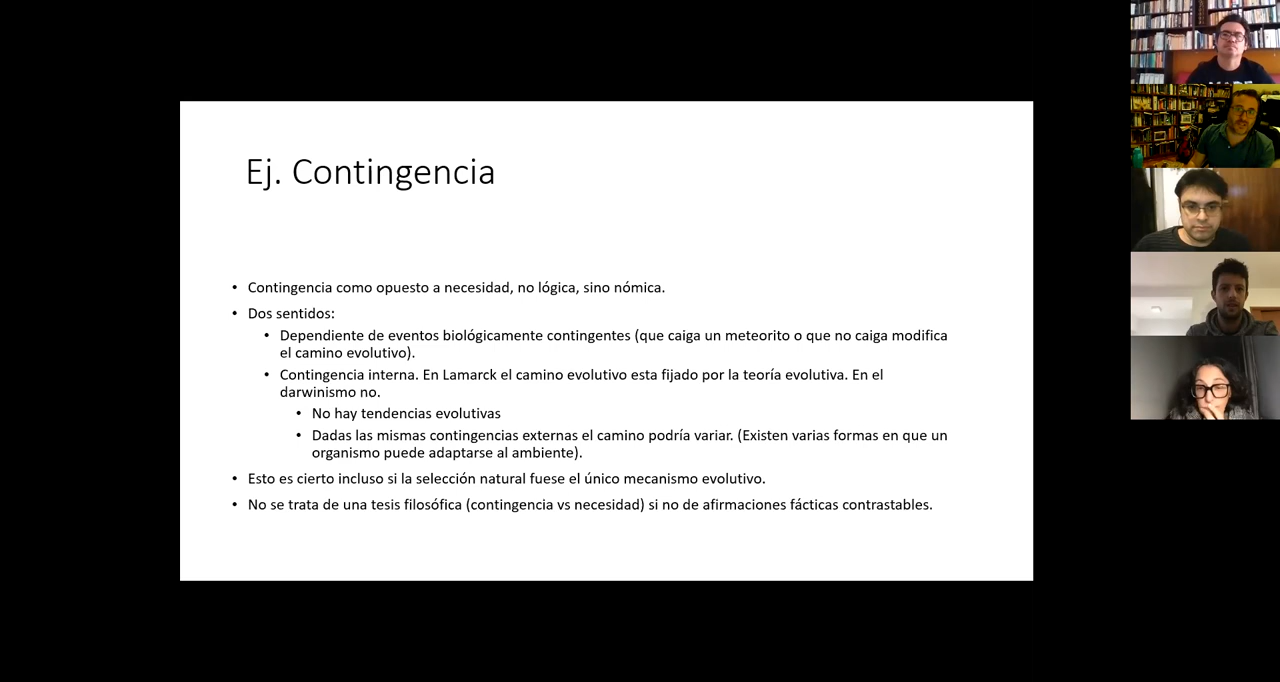 Ej. Contingencia
• Contingencia como opuesto a necesidad, no lógica, sino nómica.
• Dos sentidos:
• Dependiente de eventos biológicamente contingentes (que caiga un meteorito o que no caiga modifica
el camino evolutivo).
• Contingencia interna. En Lamarck el camino evolutivo esta fijado por la teoría evolutiva. En el
darwinismo no.
• No hay tendencias evolutivas
• Dadas las mismas contingencias externas el camino podría variar. (Existen varias formas en que un
organismo puede adaptarse al ambiente).
• Esto es cierto incluso si la selección natural fuese el único mecanismo evolutivo.
• No se trata de una tesis filosófica (contingencia vs necesidad) si no de afirmaciones fácticas contrastables.